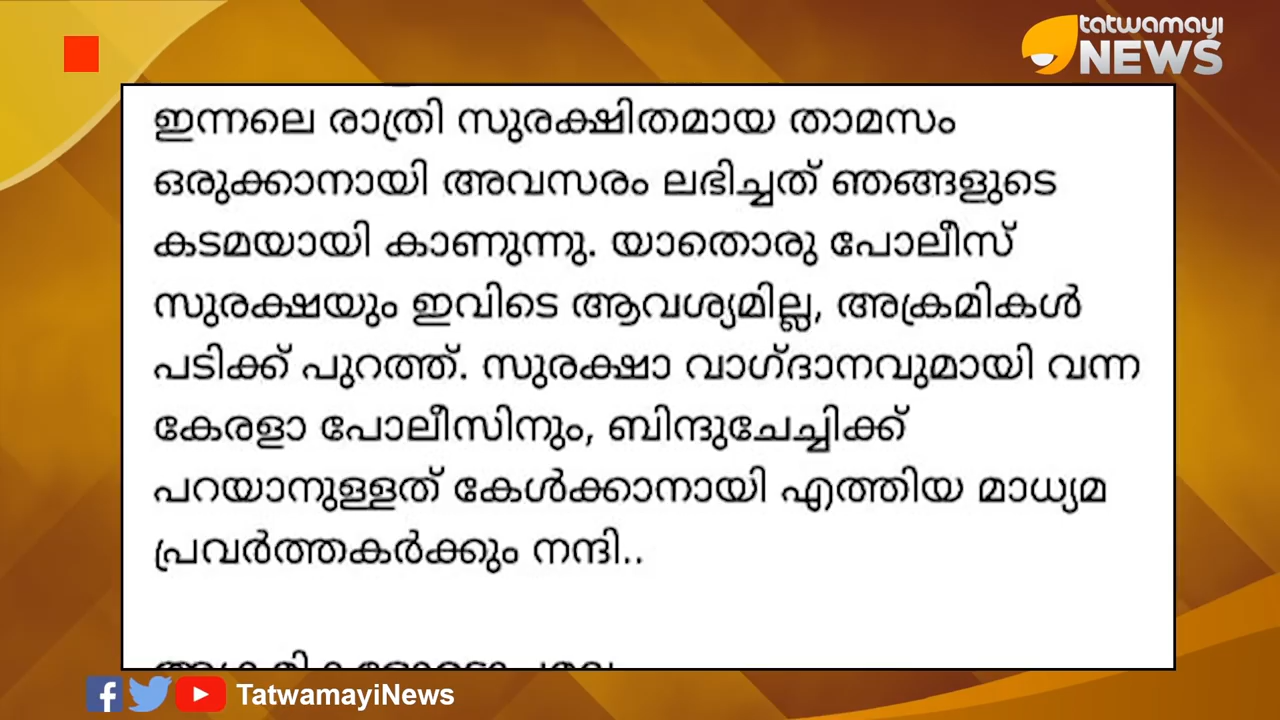 tatwamayi
NEWS
ഇന്നലെ രാത്രി സുരക്ഷിതമായ താമസം
ഒരുക്കാനായി അവസരം ലഭിച്ചത് ഞങ്ങളുടെ
കടമയായി കാണുന്നു. യാതൊരു പോലീസ്
സുരക്ഷയും ഇവിടെ ആവശ്യമില്ല, അക്രമികൾ
പടിക്ക് പുറത്ത്. സുരക്ഷാ വാഗ്ദാനവുമായി വന്ന
കേരളാ പോലീസിനും, ബിന്ദുചേച്ചിക്ക്
പറയാനുള്ളത് കേൾക്കാനായി എത്തിയ മാധ്യമ
പ്രവർത്തകർക്കും നന്ദി..
TatwamayiNews